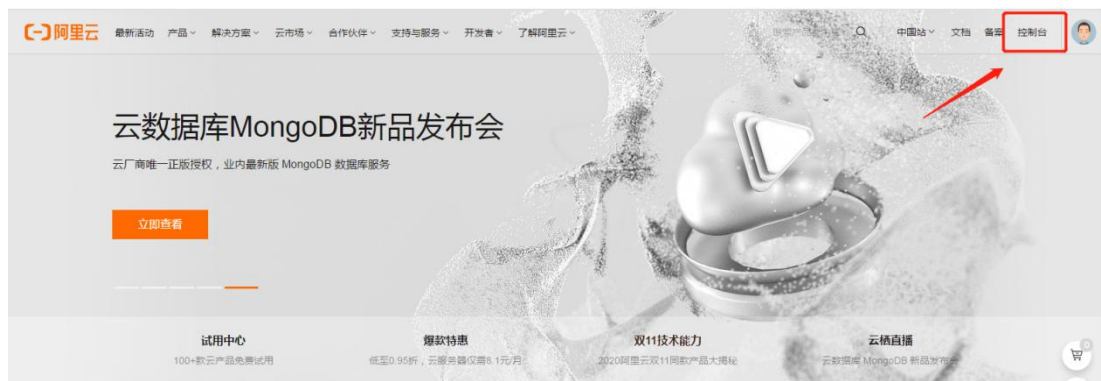 阿里云 最新活动 产品 解决方案 云市场 合作伙伴 支持与服务 开发者 了解阿里云 中国站 文档 备案 控制台
云数据库MongoDB新品发布会
云厂商唯一正版授权，业内最新版 MongoDB 数据库服务
立即查看
试用中心 爆款特惠 双11技术能力 云栖直播
100+款云产品免费试用 低至0.95折，云服务器仅需8.1元/月 2020阿里云双11同款产品大揭秘 云数据库 MongoDB 新品发布会
0